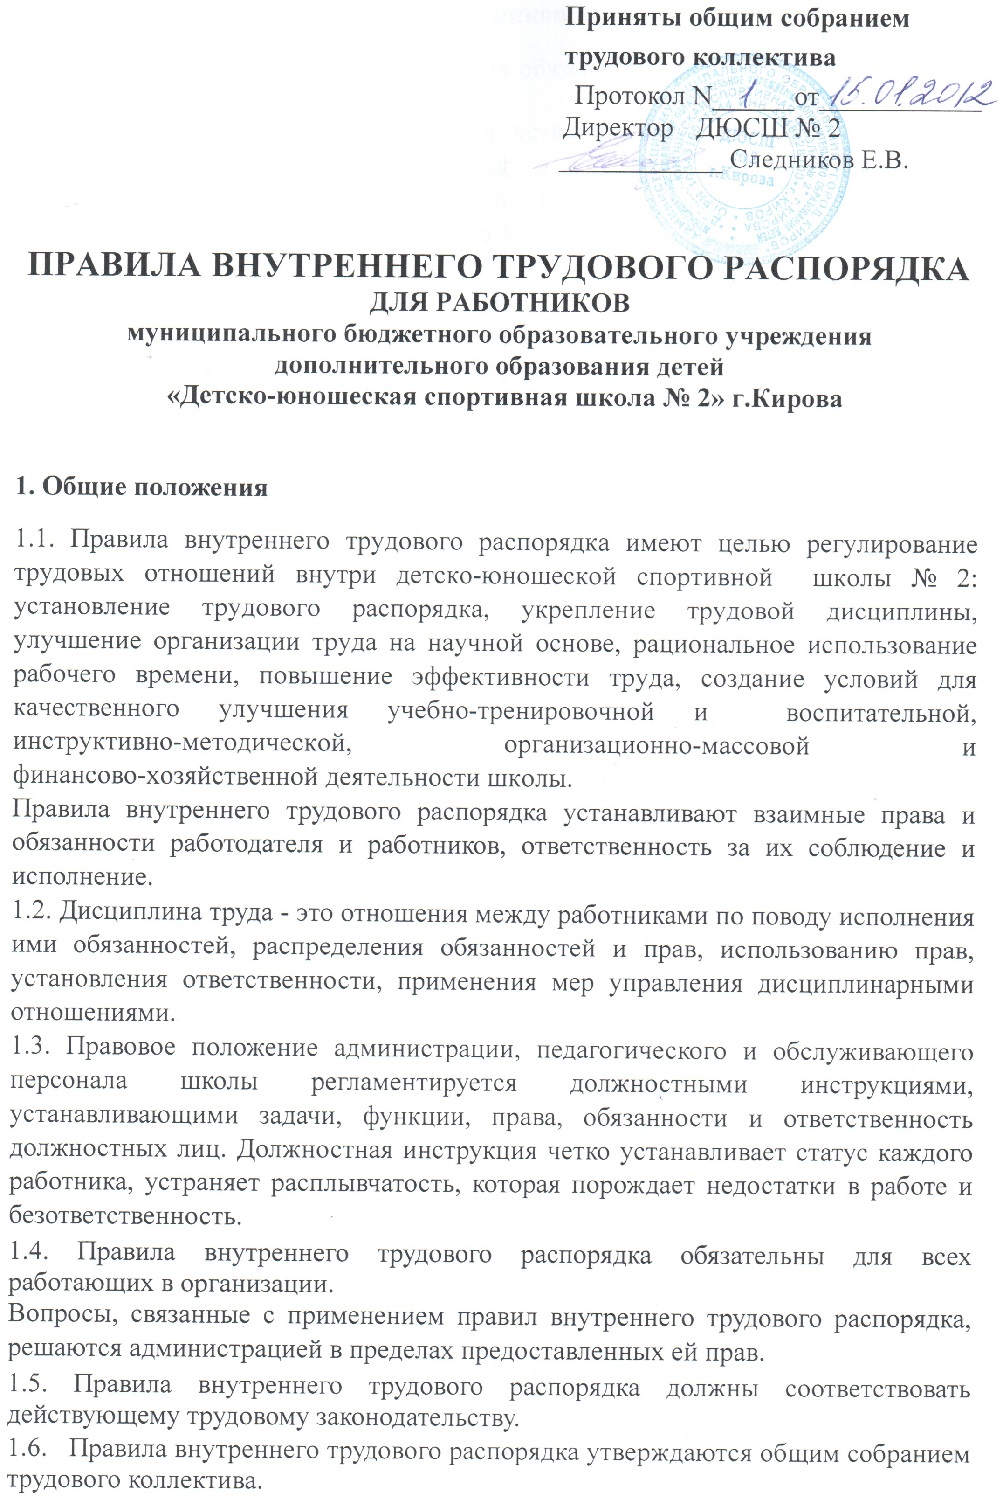 Приняты общим собранием
трудового коллектива
Протокол N 1 от 15.01.2012
Директор ДЮСШ № 2
Следников Е.В.
ДЮСШ
г.Кирова
ПРАВИЛА ВНУТРЕННЕГО ТРУДОВОГО РАСПОРЯДКА
ДЛЯ РАБОТНИКОВ
муниципального бюджетного образовательного учреждения
дополнительного образования детей
«Детско-юношеская спортивная школа № 2» г.Кирова
1. Общие положения
1.1. Правила внутреннего трудового распорядка имеют целью регулирование
трудовых отношений внутри детско-юношеской спортивной школы № 2:
установление трудового распорядка, укрепление трудовой дисциплины,
улучшение организации труда на научной основе, рациональное использование
рабочего времени, повышение эффективности труда, создание условий для
качественного улучшения учебно-тренировочной и воспитательной,
инструктивно-методической, организационно-массовой и
финансово-хозяйственной деятельности школы.
Правила внутреннего трудового распорядка устанавливают взаимные права и
обязанности работодателя и работников, ответственность за их соблюдение и
исполнение.
1.2. Дисциплина труда - это отношения между работниками по поводу исполнения
ими обязанностей, распределения обязанностей и прав, использованию прав,
установления ответственности, применения мер управления дисциплинарными
отношениями.
1.3. Правовое положение администрации, педагогического и обслуживающего
персонала школы регламентируется должностными инструкциями,
устанавливающими задачи, функции, права, обязанности и ответственность
должностных лиц. Должностная инструкция четко устанавливает статус каждого
работника, устраняет расплывчатость, которая порождает недостатки в работе и
безответственность.
1.4. Правила внутреннего трудового распорядка обязательны для всех
работающих в организации.
Вопросы, связанные с применением правил внутреннего трудового распорядка,
решаются администрацией в пределах предоставленных ей прав.
1.5. Правила внутреннего трудового распорядка должны соответствовать
действующему трудовому законодательству.
1.6. Правила внутреннего трудового распорядка утверждаются общим собранием
трудового коллектива.